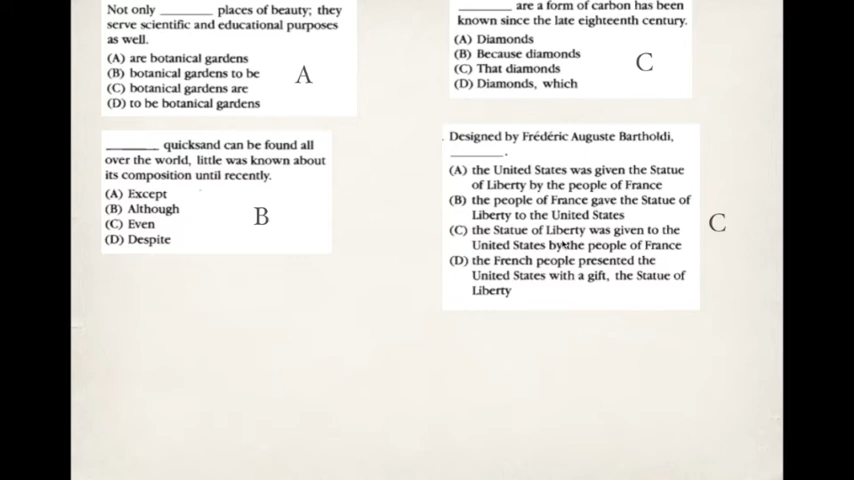 Not only ________ places of beauty; they
serve scientific and educational purposes
as well.
(A) are botanical gardens
(B) botanical gardens to be
(C) botanical gardens are
(D) to be botanical gardens
A
________ are a form of carbon has been
known since the late eighteenth century.
(A) Diamonds
(B) Because diamonds
(C) That diamonds
(D) Diamonds, which
C
________ quicksand can be found all
over the world, little was known about
its composition until recently.
(A) Except
(B) Although
(C) Even
(D) Despite
B
Designed by Frédéric Auguste Bartholdi,
________.
(A) the United States was given the Statue
of Liberty by the people of France
(B) the people of France gave the Statue of
Liberty to the United States
(C) the Statue of Liberty was given to the
United States by the people of France
(D) the French people presented the
United States with a gift, the Statue of
Liberty
C